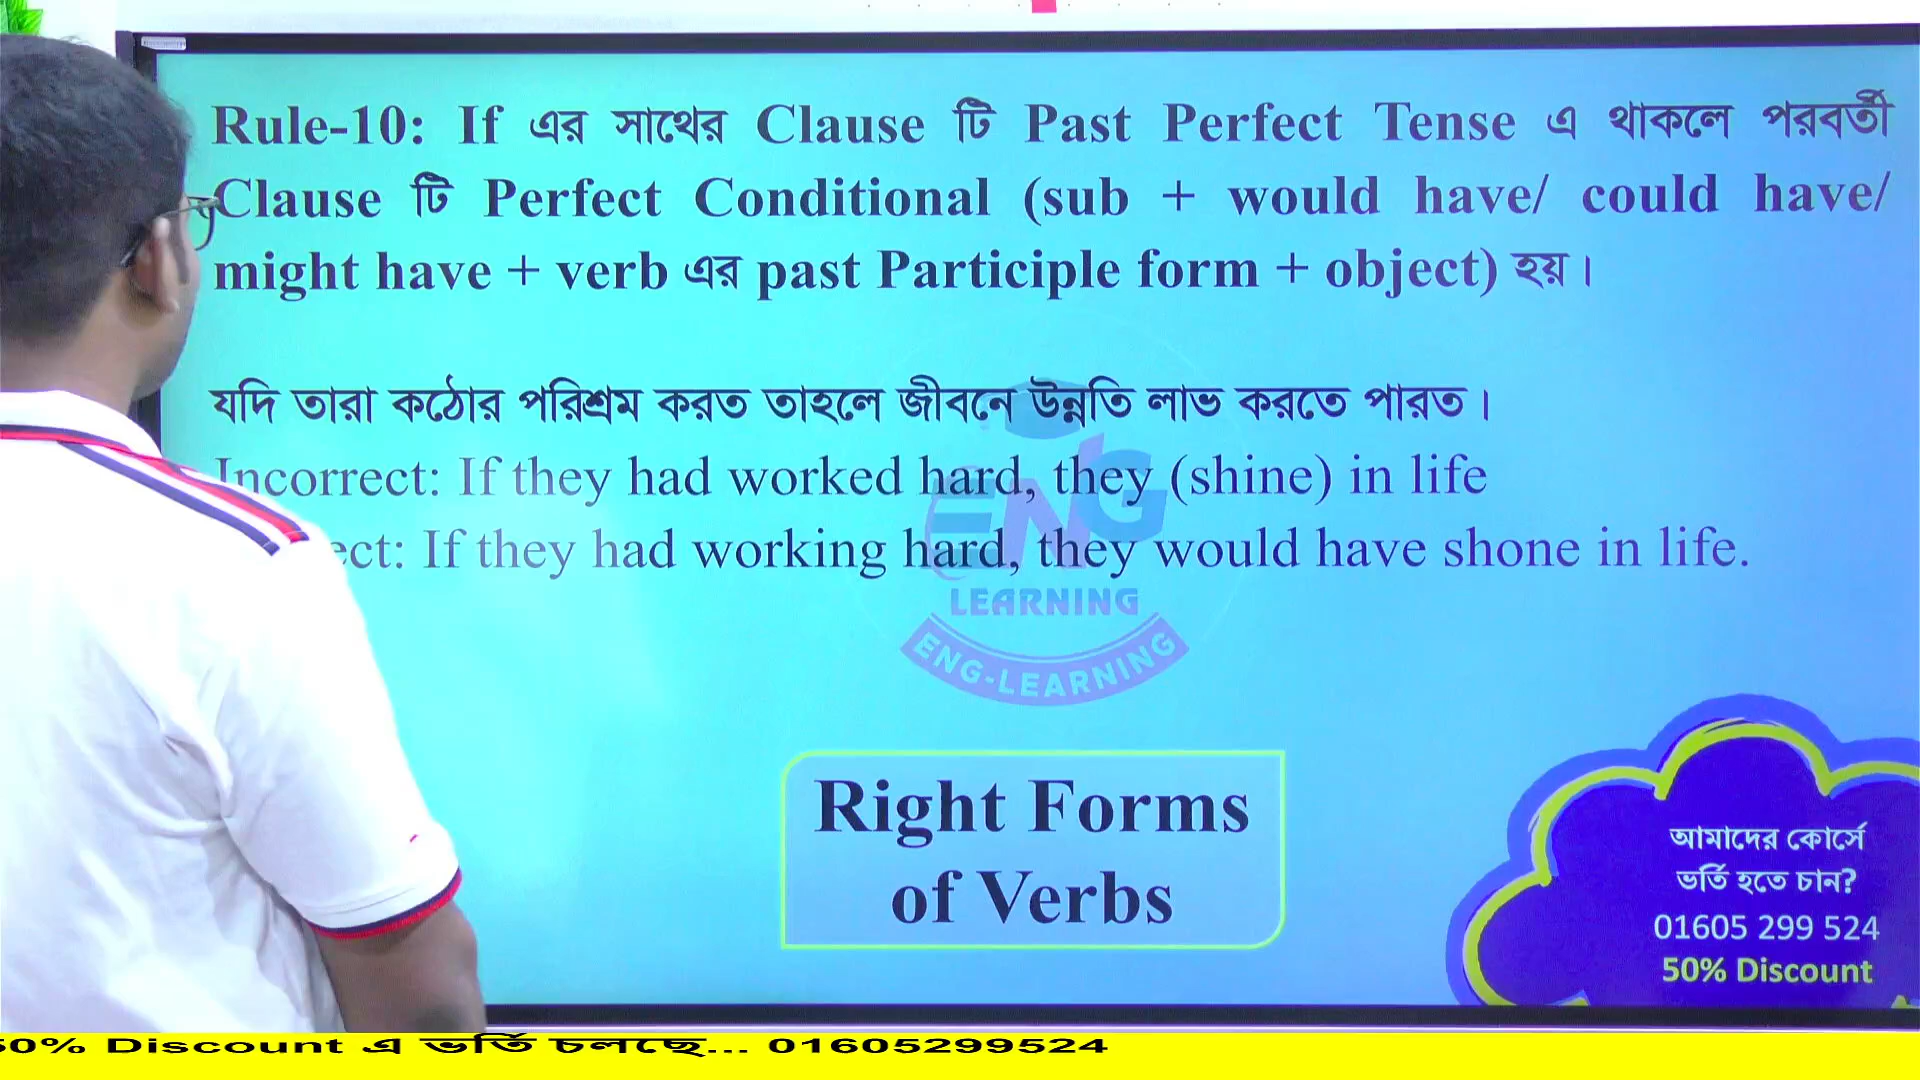 Rule-10: If এর সাথের Clause টি Past Perfect Tense এ থাকলে পরবর্তী
Clause টি Perfect Conditional (sub + would have/ could have/
might have + verb এর past Participle form + object) হয়।
যদি তারা কঠোর পরিশ্রম করত তাহলে জীবনে উন্নতি লাভ করতে পারত।
Incorrect: If they had worked hard, they (shine) in life
ect: If they had working hard, they would have shone in life.
ENG
LEARNING
ENG-LEARNING
Right Forms
of Verbs
আমাদের কোর্সে
ভর্তি হতে চান?
01605 299 524
50% Discount
50% Discount এ ভর্তি চলছে... 01605299524